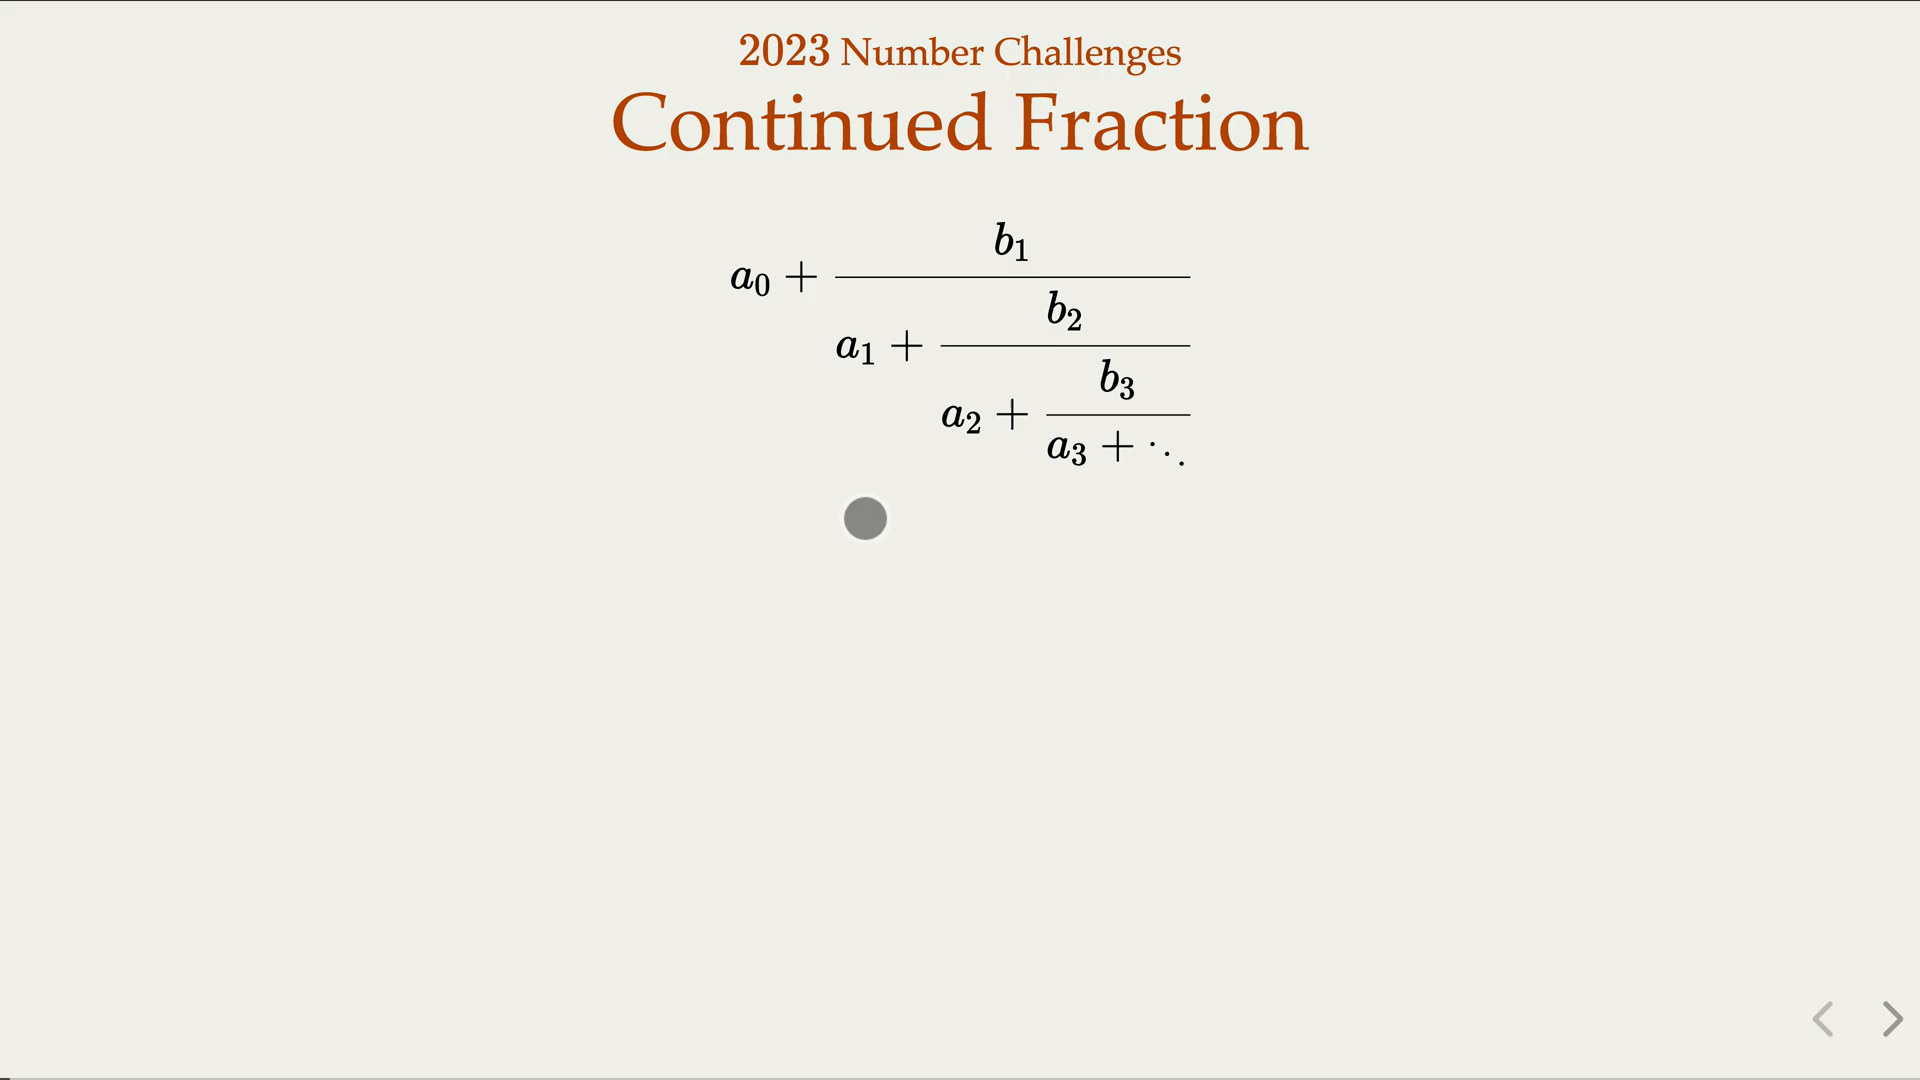 2023 Number Challenges
Continued Fraction
b₁
a₀ +
b₂
a₁ +
b₃
a₂ +
a₃ + ⋱